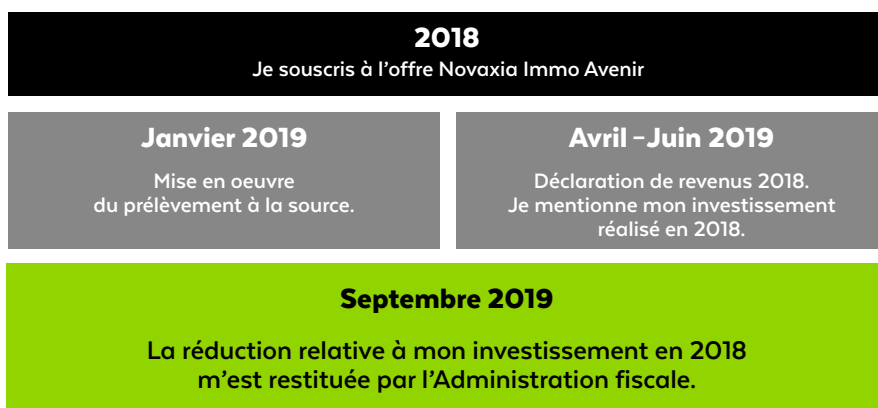 2018
Je souscris à l'offre Novaxia Immo Avenir
Janvier 2019
Mise en oeuvre
du prélèvement à la source.
Avril – Juin 2019
Déclaration de revenus 2018.
Je mentionne mon investissement
réalisé en 2018.
Septembre 2019
La réduction relative à mon investissement en 2018
m'est restituée par l'Administration fiscale.